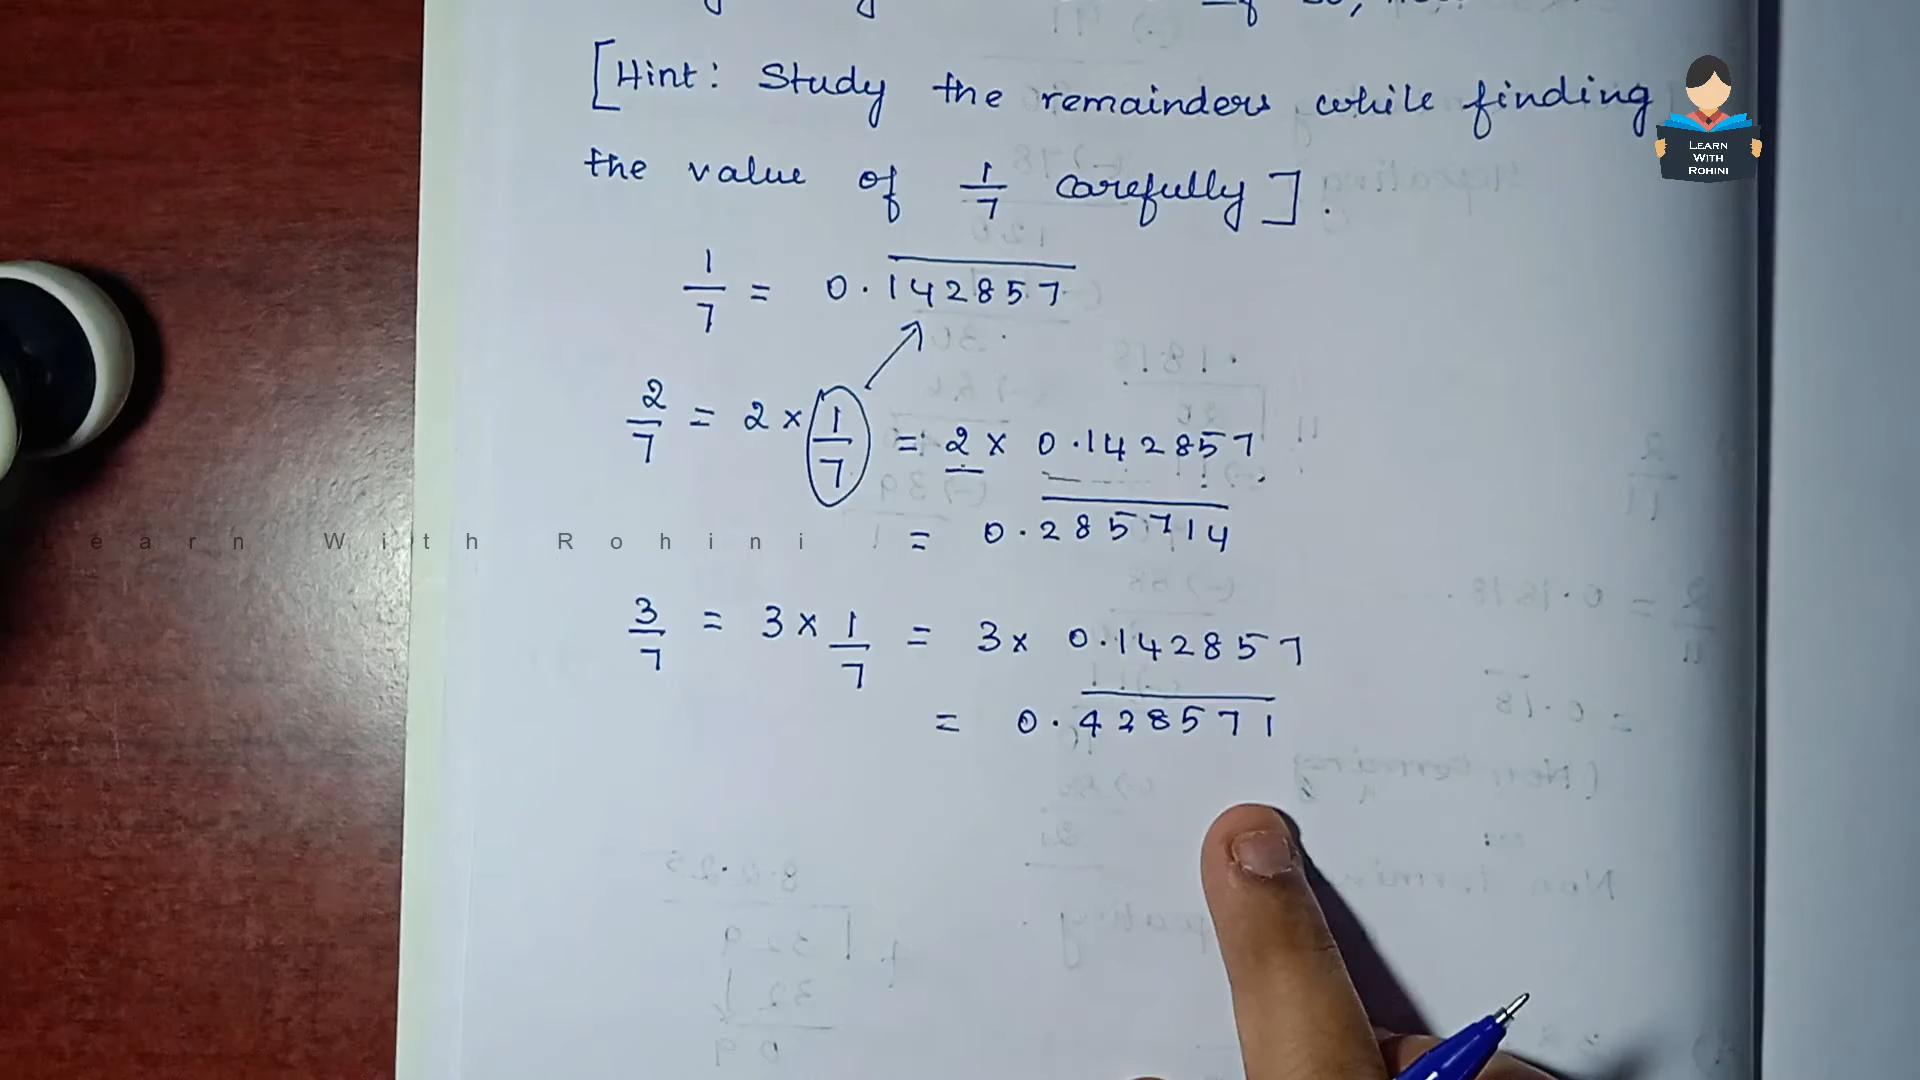 [Hint: Study the remainders while finding
the value of 1/7 carefully].
1/7 = 0.142857
2/7 = 2 × 1/7 = 2 × 0.142857
= 0.285714
3/7 = 3 × 1/7 = 3 × 0.142857
= 0.428571
LEARN
WITH
ROHINI
Learn With Rohini